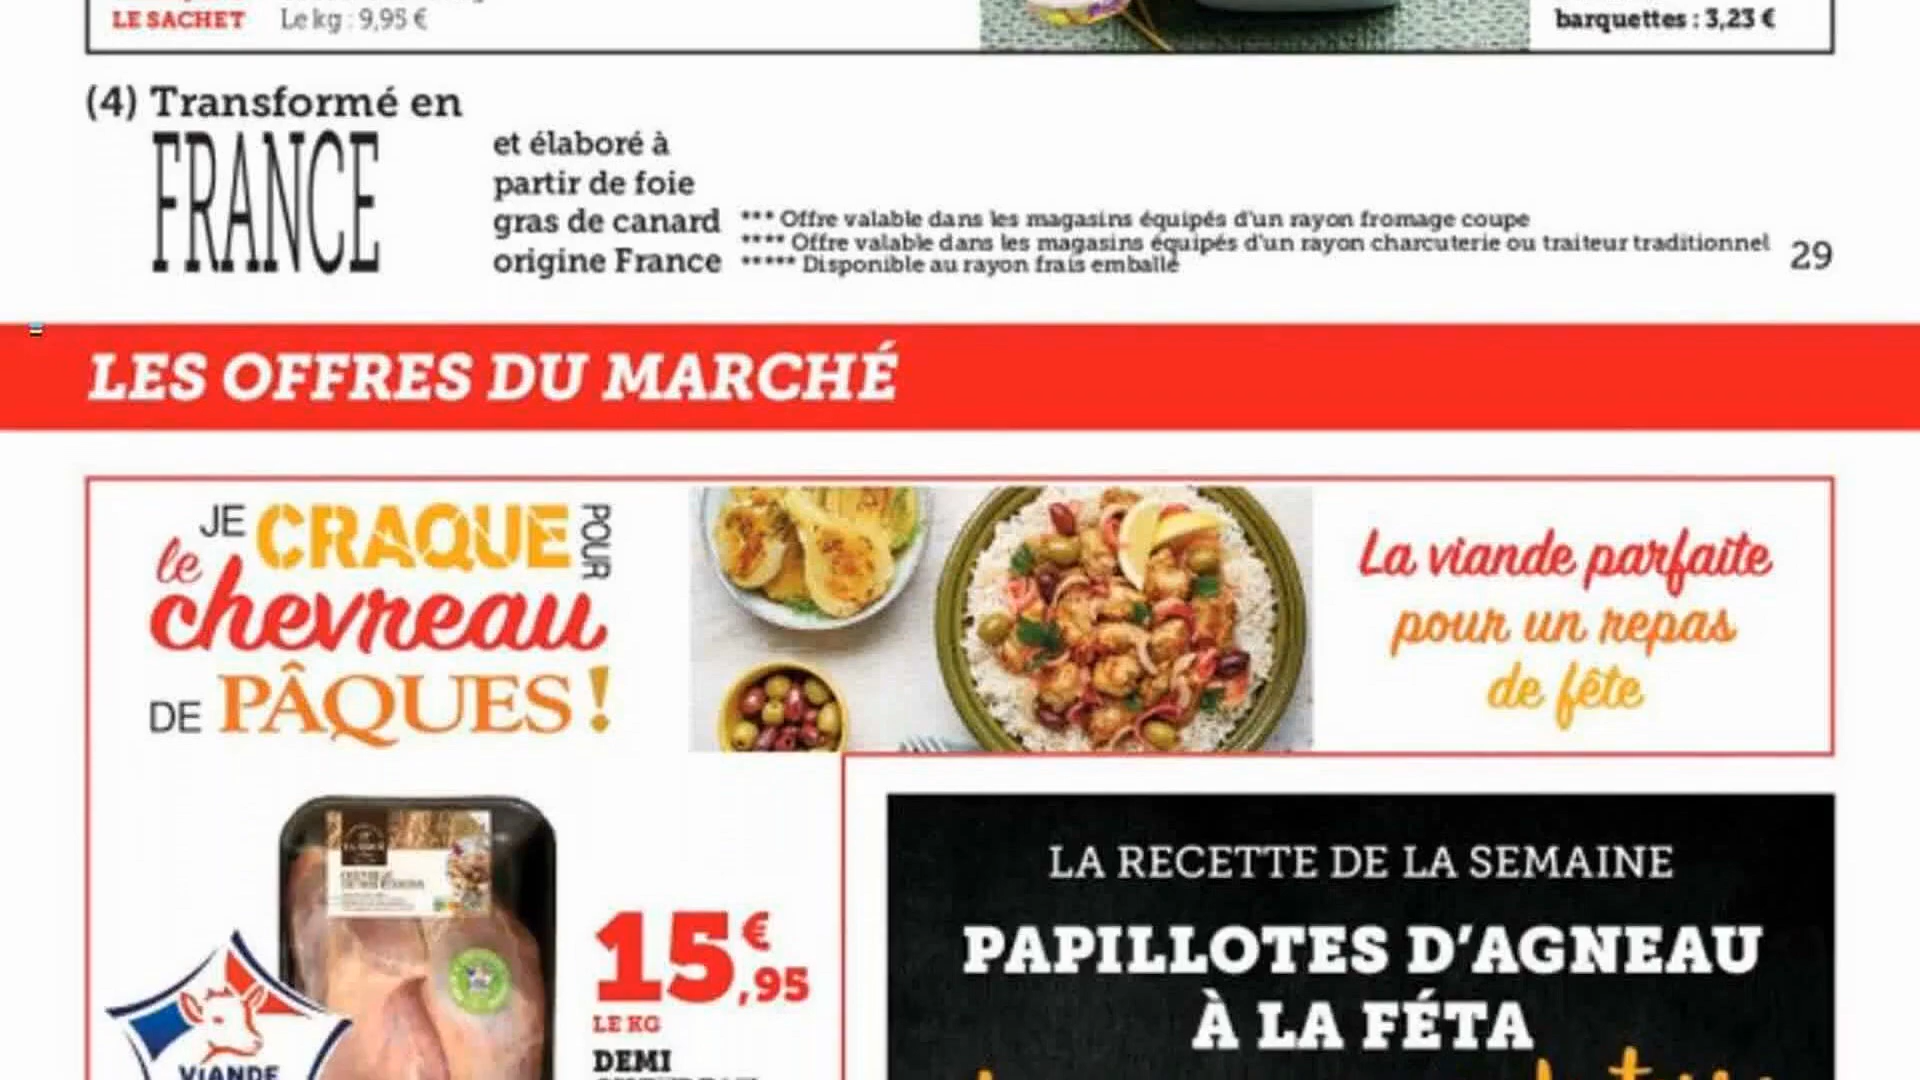 LE SACHET Le kg : 9,95 €
barquettes : 3,23 €
(4) Transformé en
FRANCE
et élaboré à
partir de foie
gras de canard
origine France
*** Offre valable dans les magasins équipés d'un rayon fromage coupe
**** Offre valable dans les magasins équipés d'un rayon charcuterie ou traiteur traditionnel
***** Disponible au rayon frais emballé
29
LES OFFRES DU MARCHÉ
JE CRAQUE POUR
le chevreau
DE PÂQUES !
La viande parfaite
pour un repas
de fête
15€,95
LE KG
DEMI
VIANDE
LA RECETTE DE LA SEMAINE
PAPILLOTES D'AGNEAU
À LA FÉTA